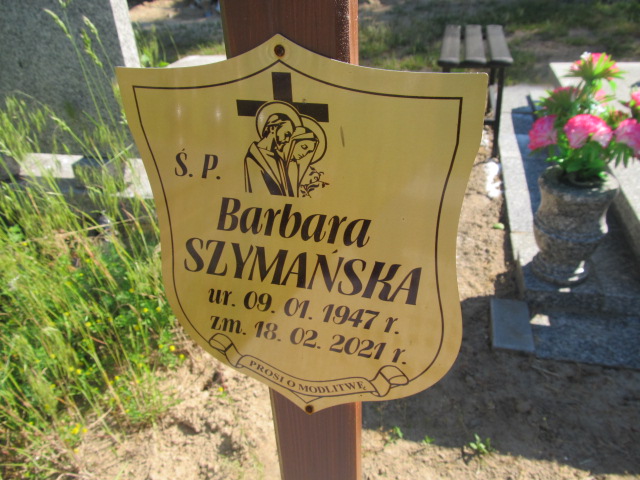 Ś. P.
Barbara
SZYMAŃSKA
ur. 09. 01. 1947 r.
zm. 18. 02. 2021 r.
PROSI O MODLITWĘ